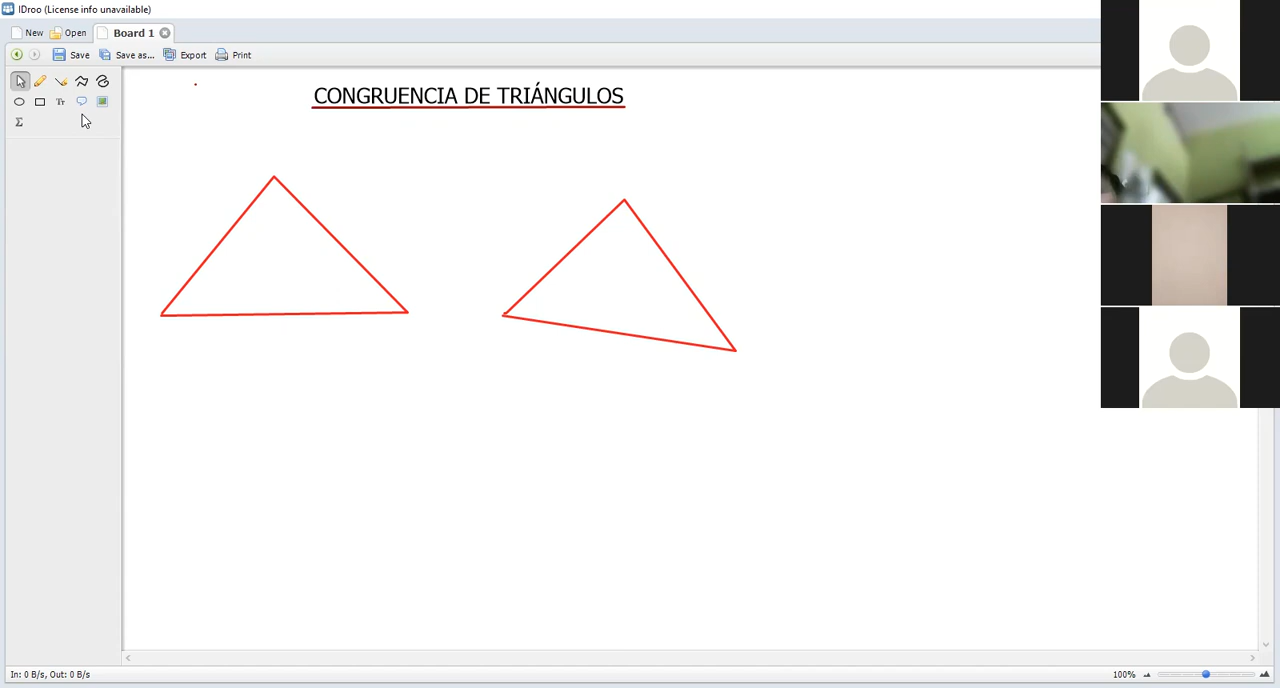 IDroo (License info unavailable)
New Open Board 1
Save Save as... Export Print
Tr
Σ
CONGRUENCIA DE TRIÁNGULOS
In: 0 B/s, Out: 0 B/s 100%